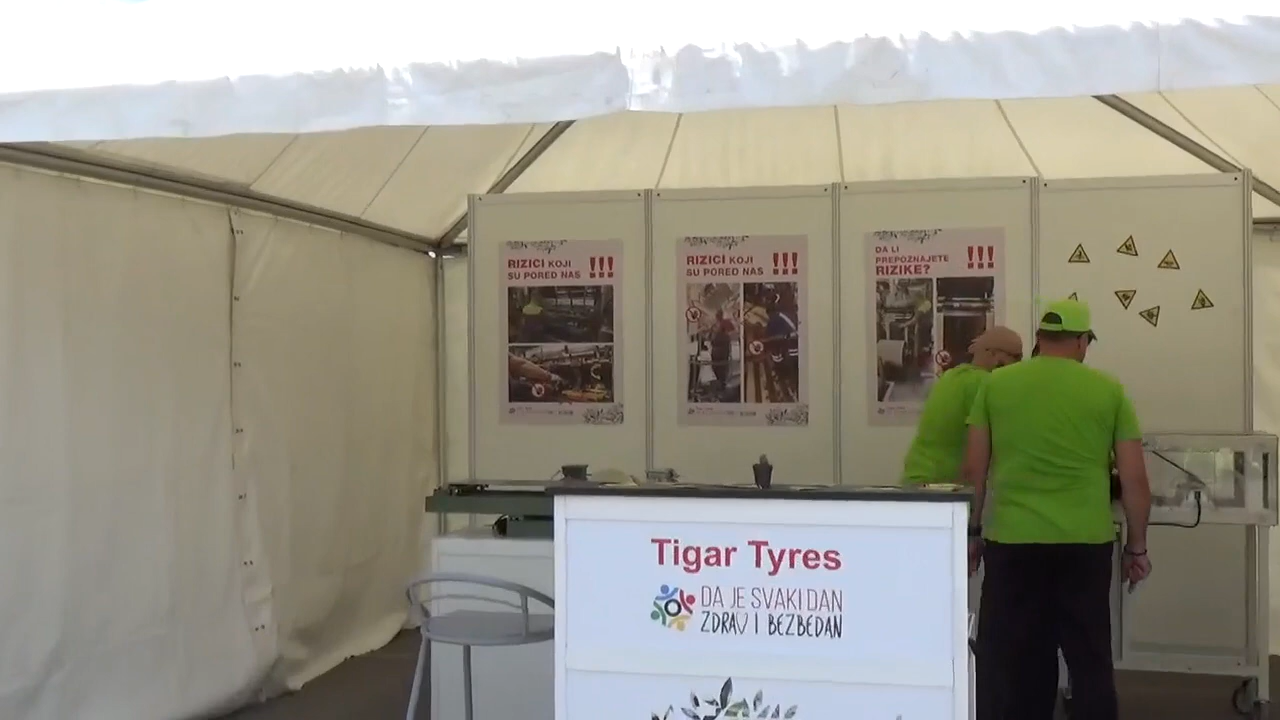 RIZICI KOJI
SU PORED NAS !!!
RIZICI KOJI
SU PORED NAS !!!
DA LI
PREPOZNAJETE
RIZIKE? !!!
Tigar Tyres
DA JE SVAKI DAN
ZDRAV I BEZBEDAN